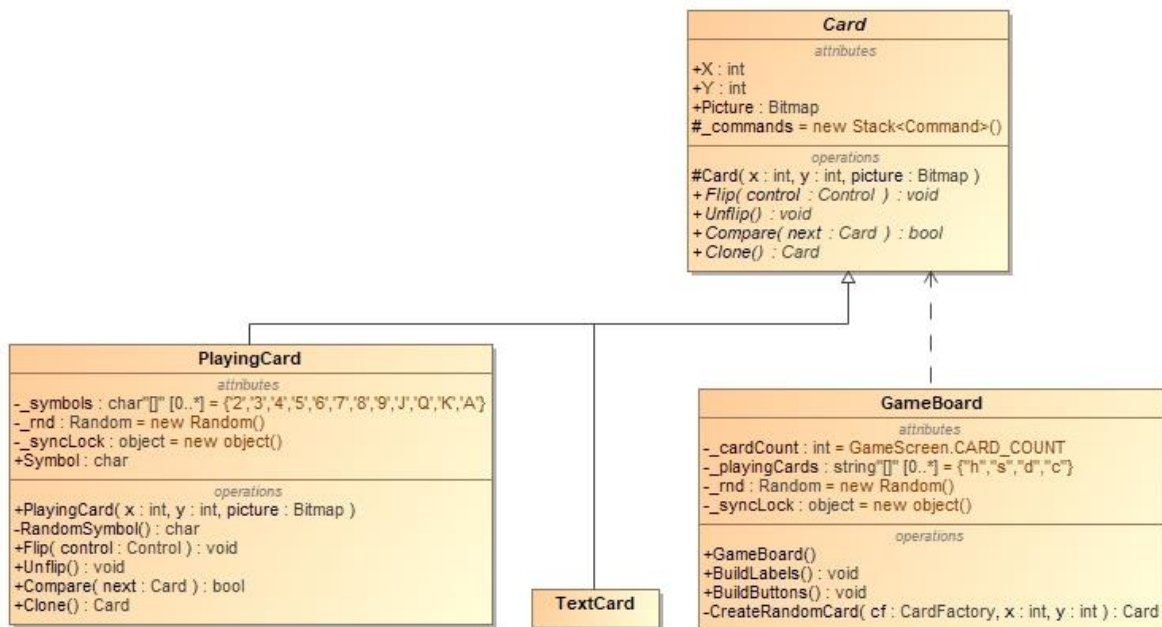 Card
attributes
+X : int
+Y : int
+Picture : Bitmap
#_commands = new Stack<Command>()
operations
#Card( x : int, y : int, picture : Bitmap )
+Flip( control : Control ) : void
+Unflip() : void
+Compare( next : Card ) : bool
+Clone() : Card
PlayingCard
attributes
-_symbols : char"[]" [0..*] = {'2','3','4','5','6','7','8','9','J','Q','K','A'}
-_rnd : Random = new Random()
-_syncLock : object = new object()
+Symbol : char
operations
+PlayingCard( x : int, y : int, picture : Bitmap )
-RandomSymbol() : char
+Flip( control : Control ) : void
+Unflip() : void
+Compare( next : Card ) : bool
+Clone() : Card
TextCard
GameBoard
attributes
-_cardCount : int = GameScreen.CARD_COUNT
-_playingCards : string"[]" [0..*] = {"h","s","d","c"}
-_rnd : Random = new Random()
-_syncLock : object = new object()
operations
+GameBoard()
+BuildLabels() : void
+BuildButtons() : void
-CreateRandomCard( cf : CardFactory, x : int, y : int ) : Card